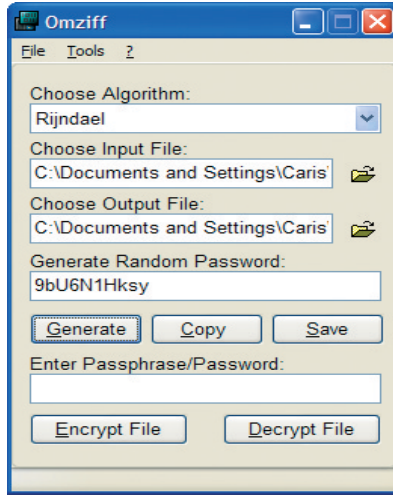 Omziff
File Tools ?
Choose Algorithm:
Rijndael
Choose Input File:
C:\Documents and Settings\Caris'
Choose Output File:
C:\Documents and Settings\Caris'
Generate Random Password:
9bU6N1Hksy
Generate Copy Save
Enter Passphrase/Password:
Encrypt File Decrypt File